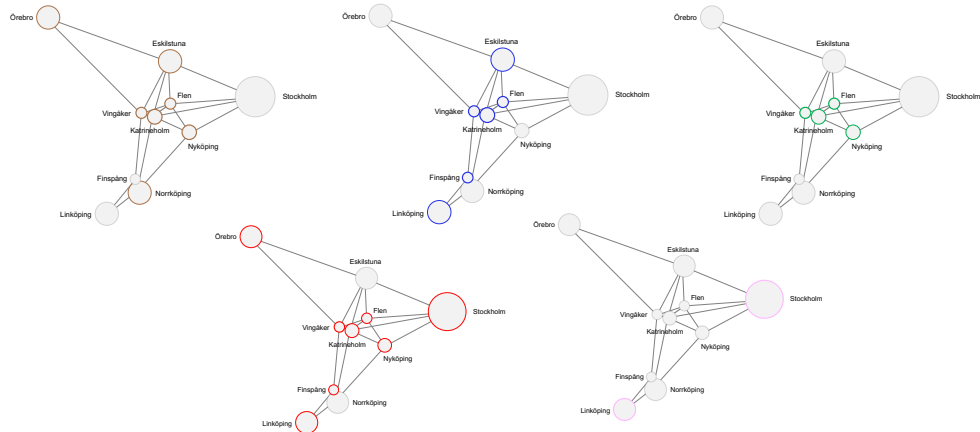 Örebro
Eskilstuna
Stockholm
Flen
Vingåker
Katrineholm
Nyköping
Finspång
Norrköping
Linköping
Örebro
Eskilstuna
Stockholm
Flen
Vingåker
Katrineholm
Nyköping
Finspång
Norrköping
Linköping
Örebro
Eskilstuna
Stockholm
Flen
Vingåker
Katrineholm
Nyköping
Finspång
Norrköping
Linköping
Örebro
Eskilstuna
Stockholm
Flen
Vingåker
Katrineholm
Nyköping
Finspång
Norrköping
Linköping
Örebro
Eskilstuna
Stockholm
Flen
Vingåker
Katrineholm
Nyköping
Finspång
Norrköping
Linköping